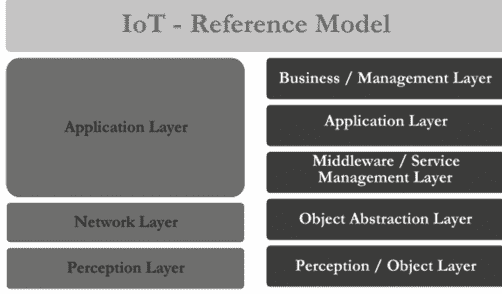 IoT - Reference Model
Application Layer
Network Layer
Perception Layer
Business / Management Layer
Application Layer
Middleware / Service
Management Layer
Object Abstraction Layer
Perception / Object Layer